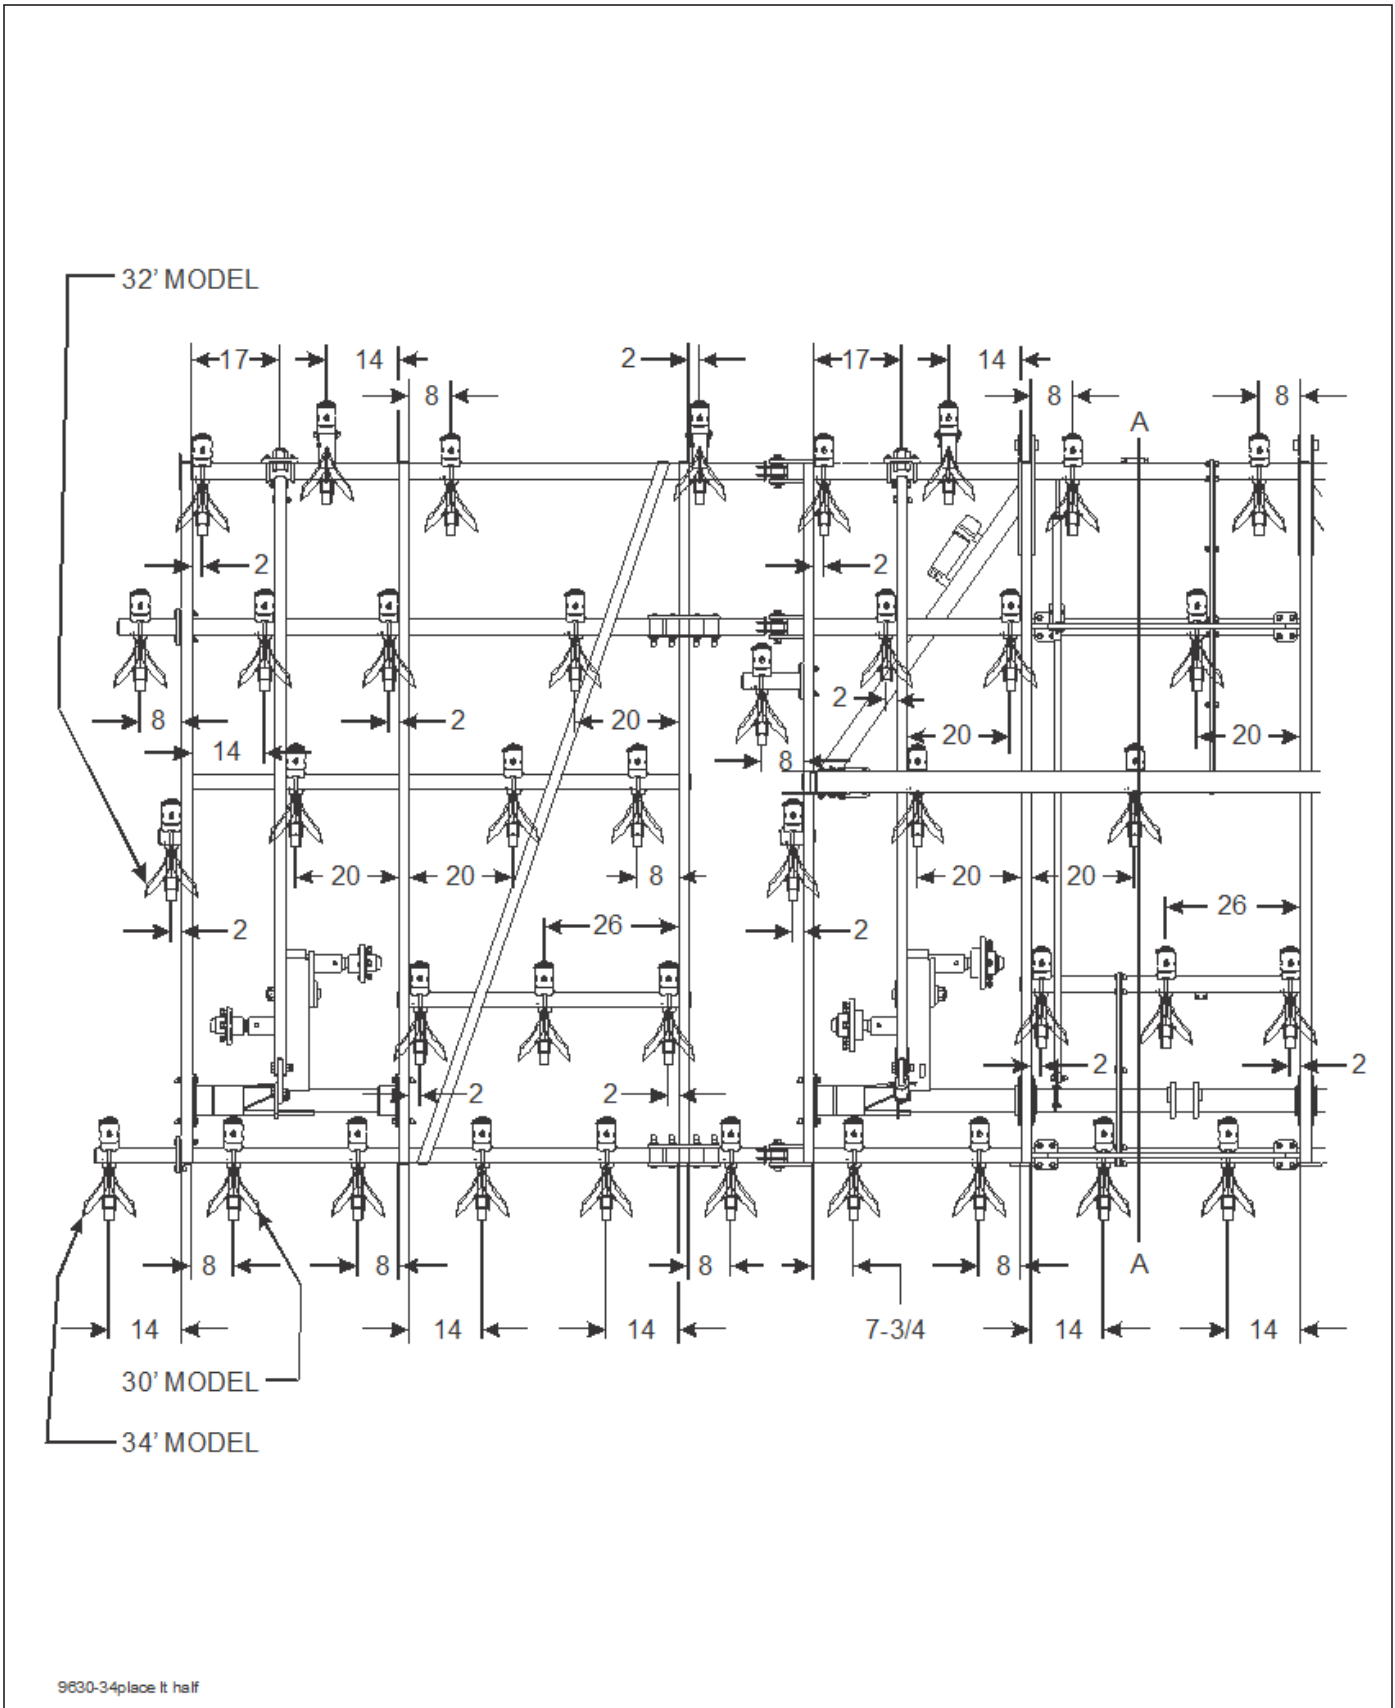 32' MODEL
17 14 2 17 14
8 8 8
A
2 2
8 2 20 2 20 20
14 8
20 20 8 20 20
2 26 2 26
2 2 2 2
8 8 8 8 A
14 14 14 7-3/4 14 14
30' MODEL
34' MODEL
9630-34place lt half